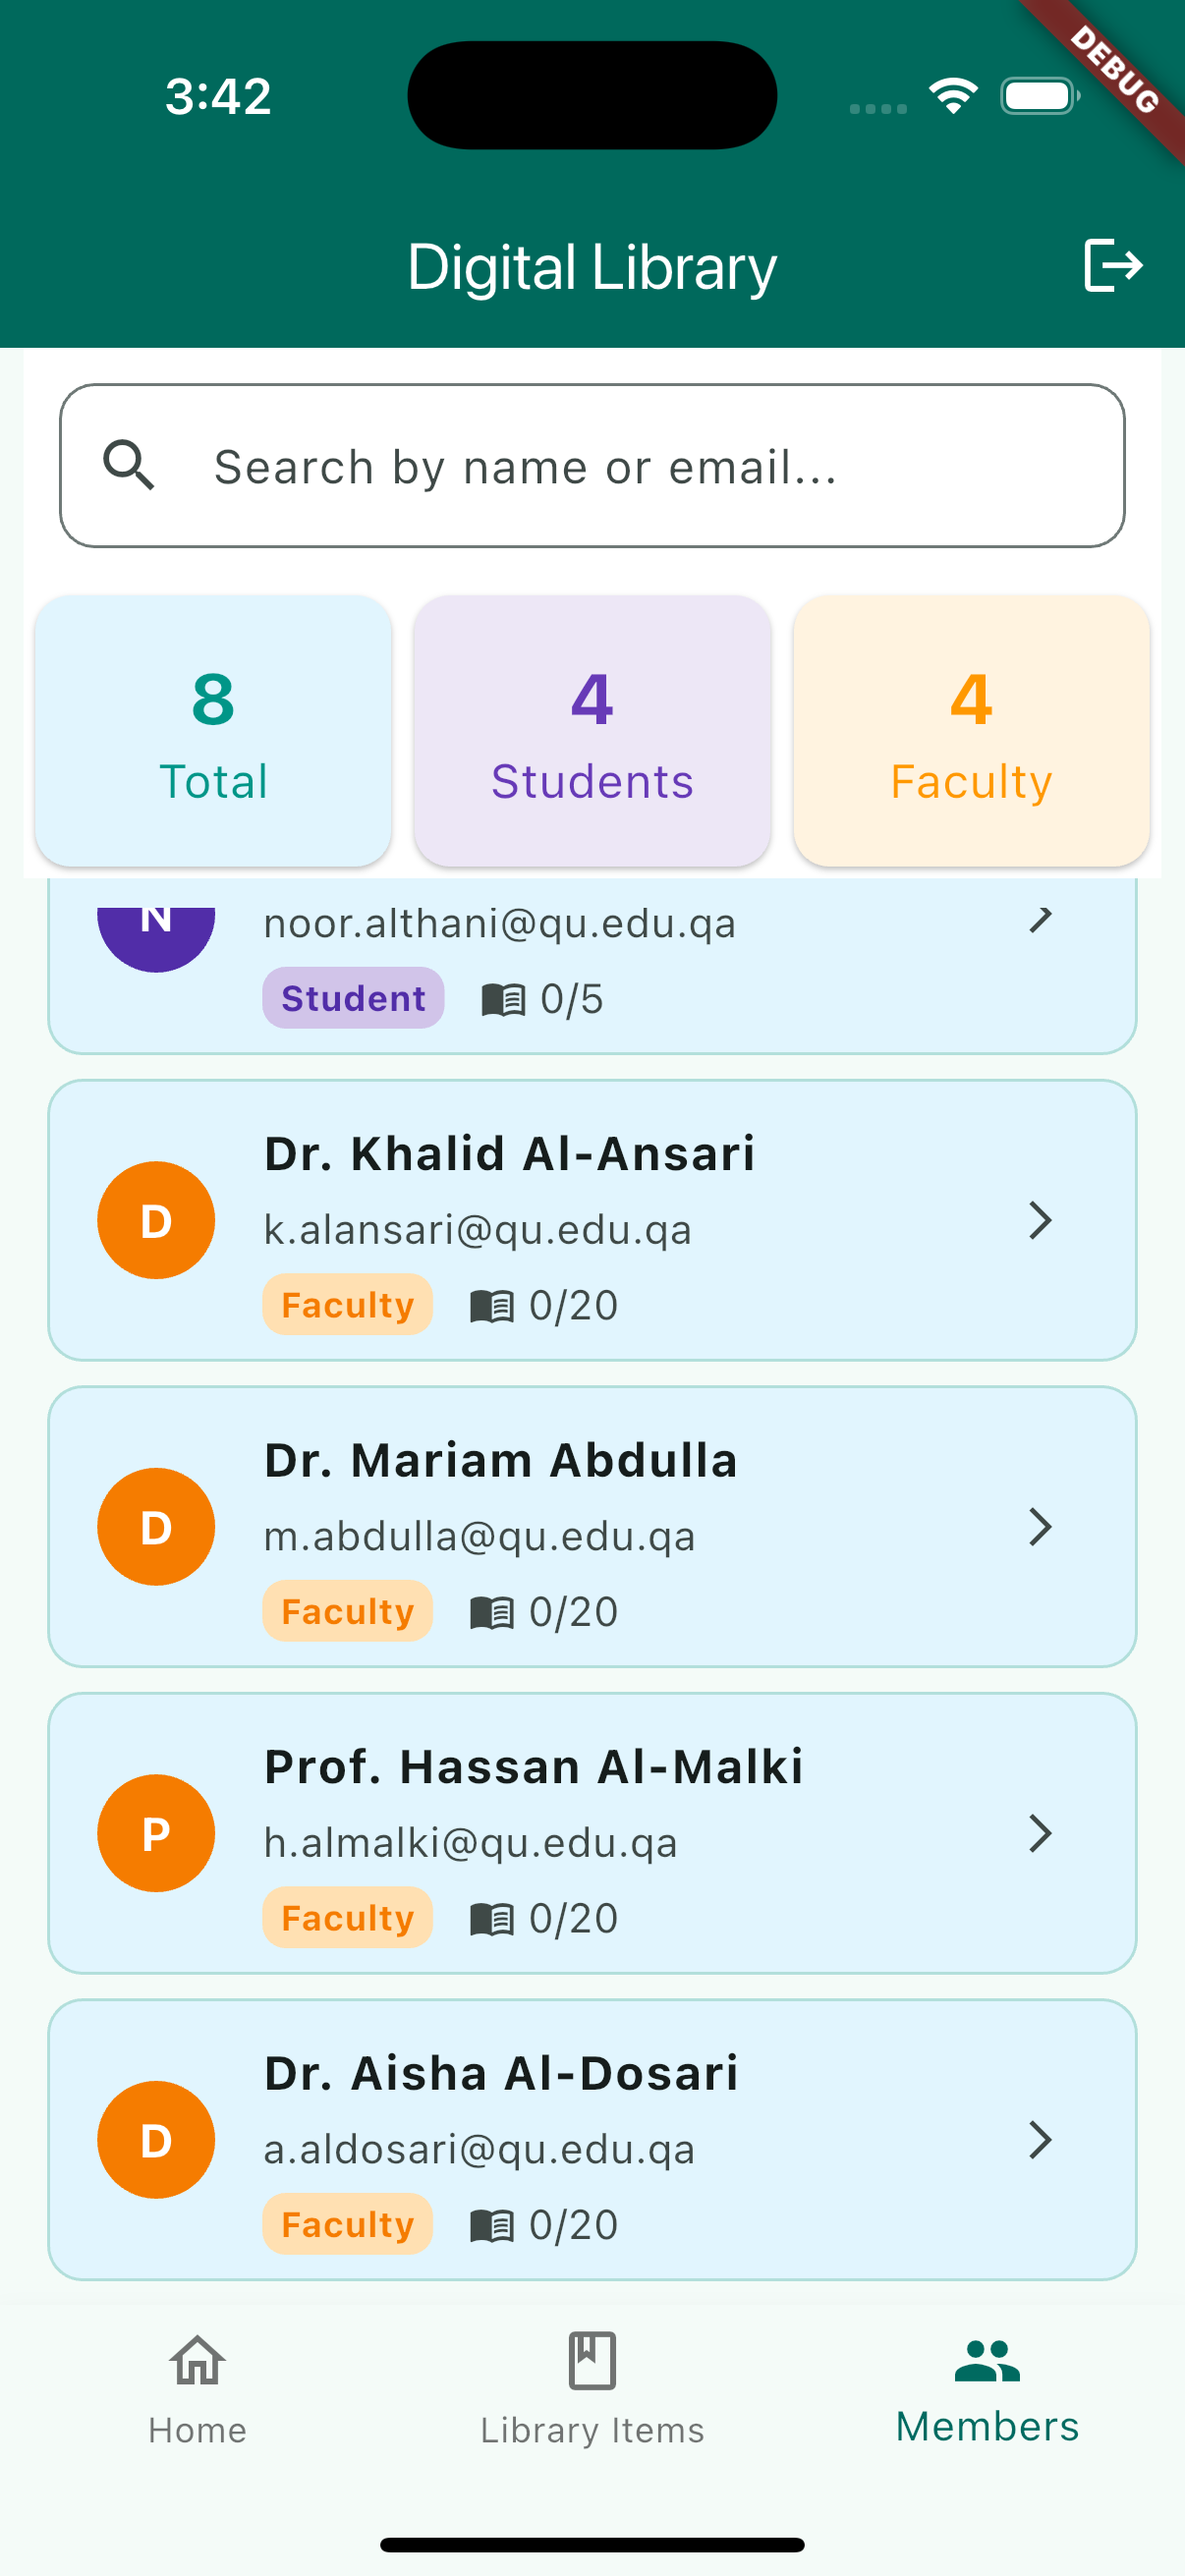 3:42
DEBUG
Digital Library
Search by name or email...
8
Total
4
Students
4
Faculty
N
noor.althani@qu.edu.qa
Student 0/5
Dr. Khalid Al-Ansari
D
k.alansari@qu.edu.qa
Faculty 0/20
Dr. Mariam Abdulla
D
m.abdulla@qu.edu.qa
Faculty 0/20
Prof. Hassan Al-Malki
P
h.almalki@qu.edu.qa
Faculty 0/20
Dr. Aisha Al-Dosari
D
a.aldosari@qu.edu.qa
Faculty 0/20
Home
Library Items
Members